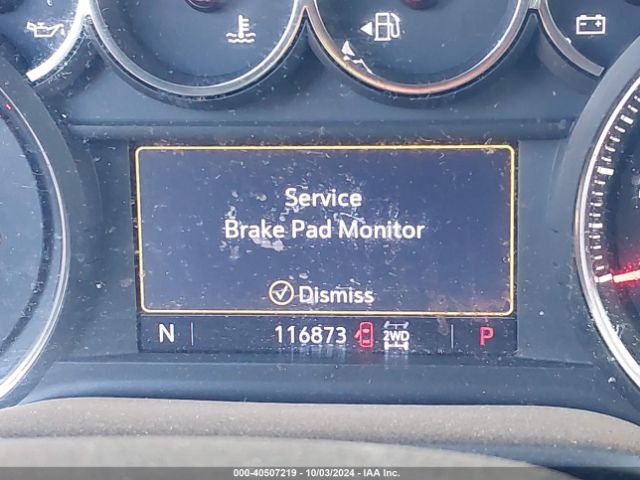 Service
Brake Pad Monitor
Dismiss
N 116873 2WD P
000-40507219 - 10/03/2024 - IAA Inc.